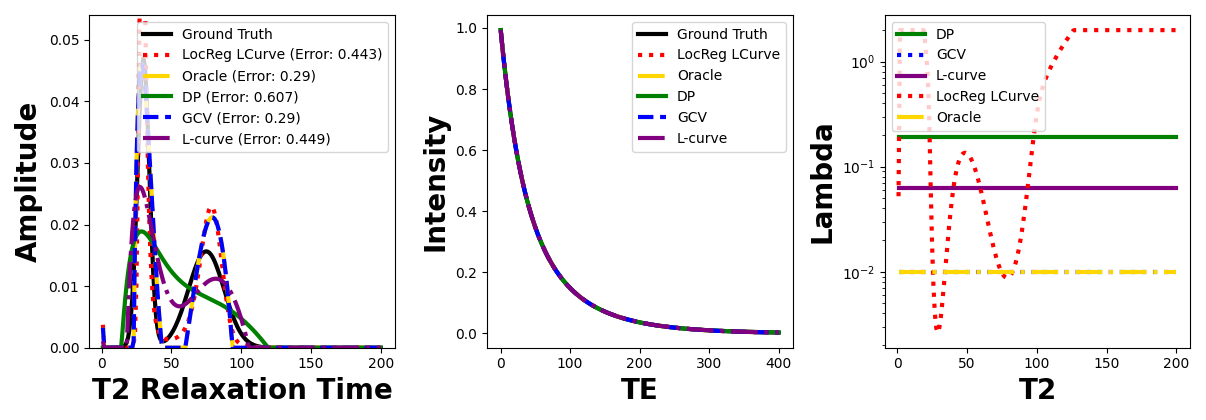 Amplitude
0.05
0.04
0.03
0.02
0.01
0.00
0
50
100
150
200
T2 Relaxation Time
Ground Truth
LocReg LCurve (Error: 0.443)
Oracle (Error: 0.29)
DP (Error: 0.607)
GCV (Error: 0.29)
L-curve (Error: 0.449)
Intensity
1.0
0.8
0.6
0.4
0.2
0.0
0
100
200
300
400
TE
Ground Truth
LocReg LCurve
Oracle
DP
GCV
L-curve
Lambda
10⁰
10⁻¹
10⁻²
0
50
100
150
200
T2
DP
GCV
L-curve
LocReg LCurve
Oracle